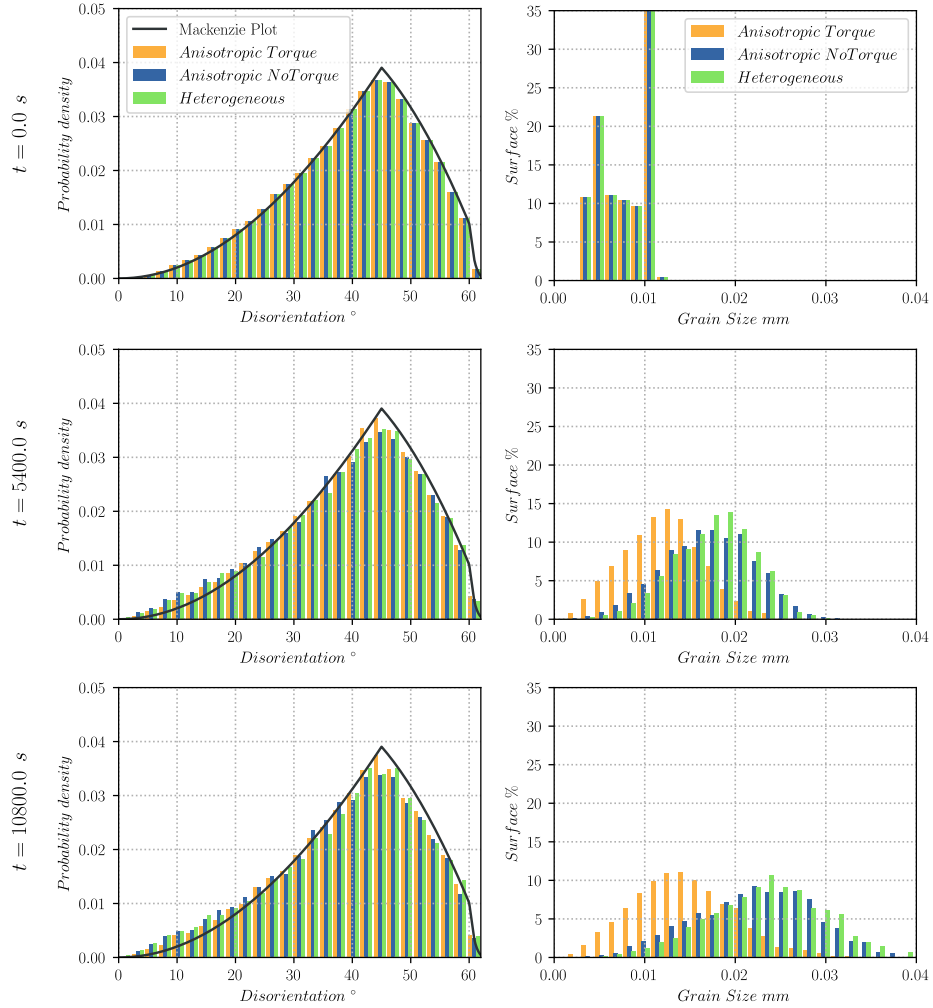 t = 0.0 s
Probability density
0.05
0.04
0.03
0.02
0.01
0.00
Mackenzie Plot
Anisotropic Torque
Anisotropic NoTorque
Heterogeneous
0 10 20 30 40 50 60
Disorientation °
Surface %
35
30
25
20
15
10
5
0
Anisotropic Torque
Anisotropic NoTorque
Heterogeneous
0.00 0.01 0.02 0.03 0.04
Grain Size mm
t = 5400.0 s
Probability density
0.05
0.04
0.03
0.02
0.01
0.00
0 10 20 30 40 50 60
Disorientation °
Surface %
35
30
25
20
15
10
5
0
0.00 0.01 0.02 0.03 0.04
Grain Size mm
t = 10800.0 s
Probability density
0.05
0.04
0.03
0.02
0.01
0.00
0 10 20 30 40 50 60
Disorientation °
Surface %
35
30
25
20
15
10
5
0
0.00 0.01 0.02 0.03 0.04
Grain Size mm